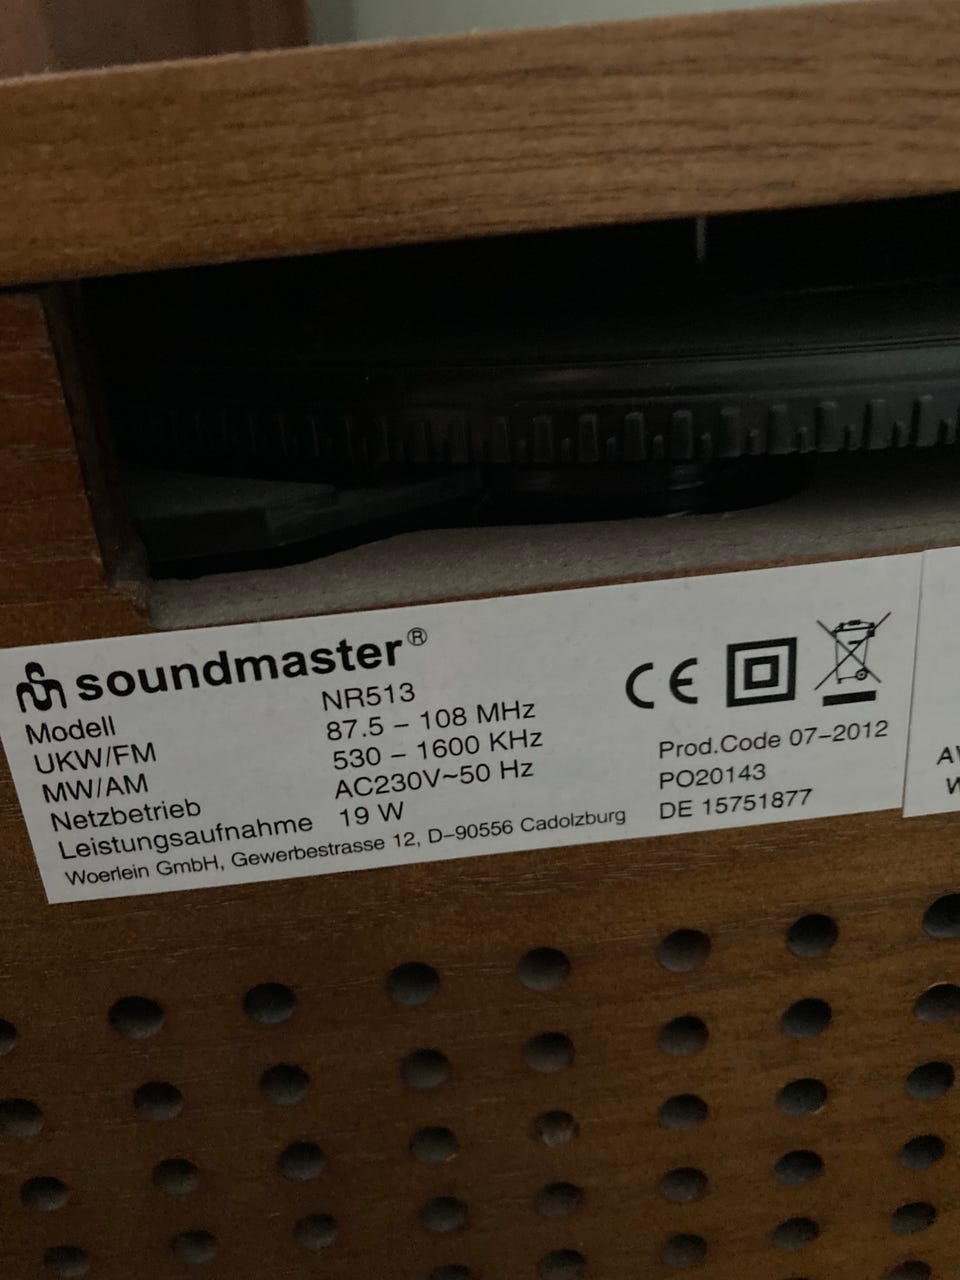 soundmaster®
Modell NR513
UKW/FM 87.5 – 108 MHz
MW/AM 530 – 1600 KHz
Netzbetrieb AC230V~50 Hz
Leistungsaufnahme 19 W
Woerlein GmbH, Gewerbestrasse 12, D–90556 Cadolzburg
CE
Prod.Code 07–2012
PO20143
DE 15751877